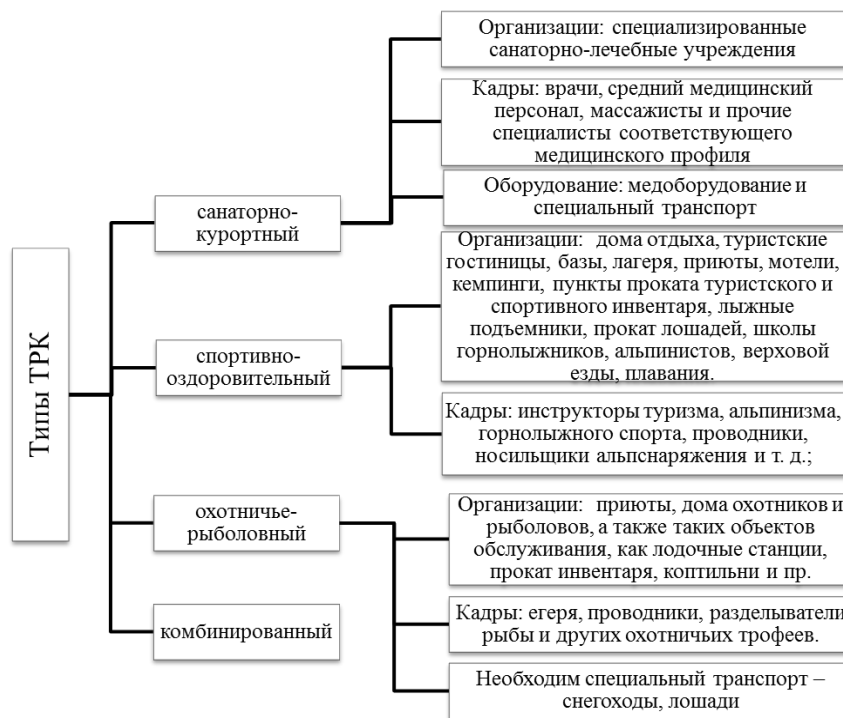 Типы ТРК
санаторно-
курортный
Организации: специализированные
санаторно-лечебные учреждения
Кадры: врачи, средний медицинский
персонал, массажисты и прочие
специалисты соответствующего
медицинского профиля
Оборудование: медоборудование и
специальный транспорт
спортивно-
оздоровительный
Организации: дома отдыха, туристские
гостиницы, базы, лагеря, приюты, мотели,
кемпинги, пункты проката туристского и
спортивного инвентаря, лыжные
подъемники, прокат лошадей, школы
горнолыжников, альпинистов, верховой
езды, плавания.
Кадры: инструкторы туризма, альпинизма,
горнолыжного спорта, проводники,
носильщики альпснаряжения и т. д.;
охотничье-
рыболовный
Организации: приюты, дома охотников и
рыболовов, а также таких объектов
обслуживания, как лодочные станции,
прокат инвентаря, коптильни и пр.
Кадры: егеря, проводники, разделыватели
рыбы и других охотничьих трофеев.
Необходим специальный транспорт –
снегоходы, лошади
комбинированный